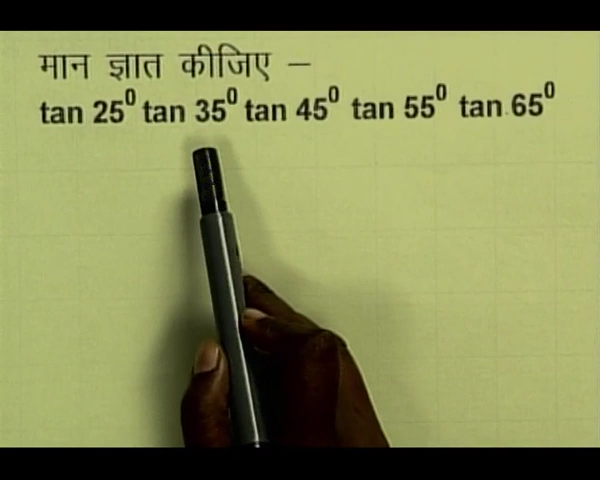 मान ज्ञात कीजिए –
tan 25⁰ tan 35⁰ tan 45⁰ tan 55⁰ tan 65⁰